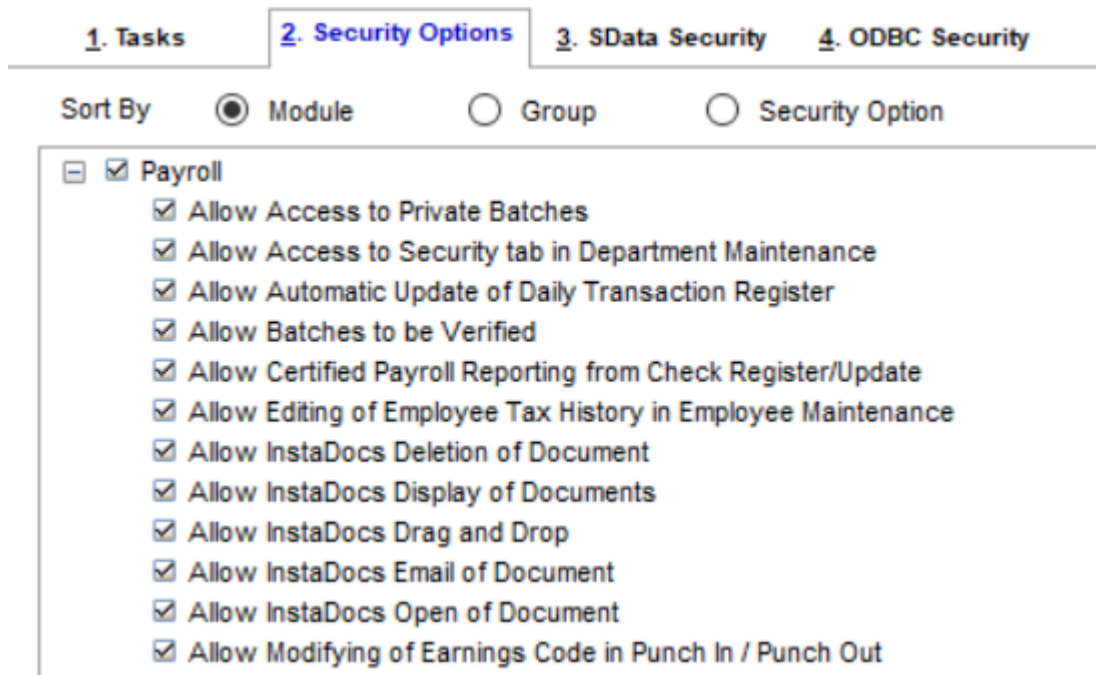 1. Tasks 2. Security Options 3. SData Security 4. ODBC Security
Sort By Module Group Security Option
Payroll
Allow Access to Private Batches
Allow Access to Security tab in Department Maintenance
Allow Automatic Update of Daily Transaction Register
Allow Batches to be Verified
Allow Certified Payroll Reporting from Check Register/Update
Allow Editing of Employee Tax History in Employee Maintenance
Allow InstaDocs Deletion of Document
Allow InstaDocs Display of Documents
Allow InstaDocs Drag and Drop
Allow InstaDocs Email of Document
Allow InstaDocs Open of Document
Allow Modifying of Earnings Code in Punch In / Punch Out